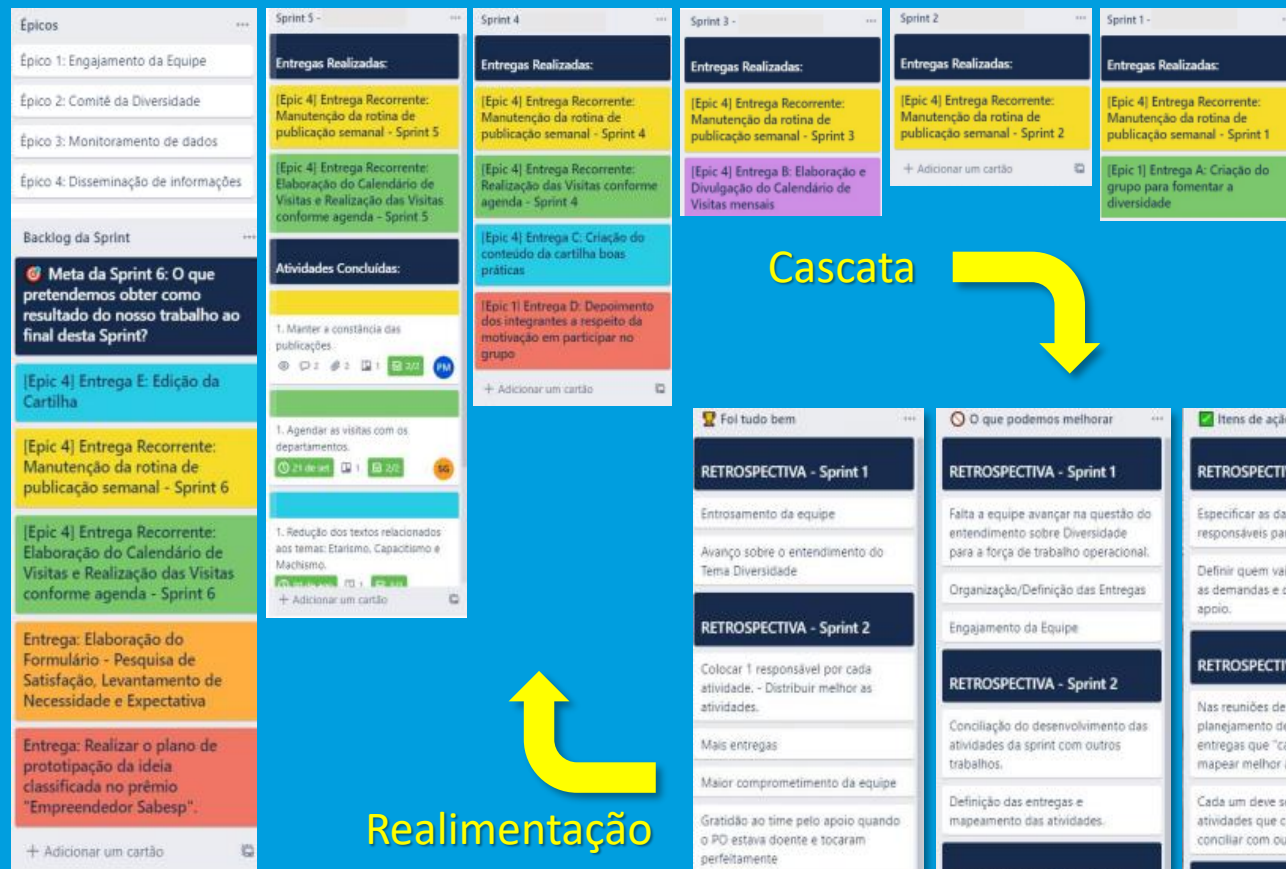 Épicos
Épico 1: Engajamento da Equipe
Épico 2: Comitê da Diversidade
Épico 3: Monitoramento de dados
Épico 4: Disseminação de informações
Backlog da Sprint
Meta da Sprint 6: O que
pretendemos obter como
resultado do nosso trabalho ao
final desta Sprint?
[Epic 4] Entrega E: Edição da
Cartilha
[Epic 4] Entrega Recorrente:
Manutenção da rotina de
publicação semanal - Sprint 6
[Epic 4] Entrega Recorrente:
Elaboração do Calendário de
Visitas e Realização das Visitas
conforme agenda - Sprint 6
Entrega: Elaboração do
Formulário - Pesquisa de
Satisfação, Levantamento de
Necessidade e Expectativa
Entrega: Realizar o plano de
prototipação da ideia
classificada no prêmio
"Empreendedor Sabesp".
+ Adicionar um cartão
Sprint 5 -
Entregas Realizadas:
[Epic 4] Entrega Recorrente:
Manutenção da rotina de
publicação semanal - Sprint 5
[Epic 4] Entrega Recorrente:
Elaboração do Calendário de
Visitas e Realização das Visitas
conforme agenda - Sprint 5
Atividades Concluídas:
1. Manter a constância das
publicações
2 2 1 2/2 PM
1. Agendar as visitas com os
departamentos.
21 de set 1 2/2 SG
1. Redução dos textos relacionados
aos temas: Etarismo, Capacitismo e
Machismo.
+ Adicionar um cartão
Sprint 4
Entregas Realizadas:
[Epic 4] Entrega Recorrente:
Manutenção da rotina de
publicação semanal - Sprint 4
[Epic 4] Entrega Recorrente:
Realização das Visitas conforme
agenda - Sprint 4
[Epic 4] Entrega C: Criação do
conteúdo da cartilha boas
práticas
[Epic 1] Entrega D: Depoimento
dos integrantes a respeito da
motivação em participar no
grupo
+ Adicionar um cartão
Sprint 3 -
Entregas Realizadas:
[Epic 4] Entrega Recorrente:
Manutenção da rotina de
publicação semanal - Sprint 3
[Epic 4] Entrega B: Elaboração e
Divulgação do Calendário de
Visitas mensais
Sprint 2
Entregas Realizadas:
[Epic 4] Entrega Recorrente:
Manutenção da rotina de
publicação semanal - Sprint 2
+ Adicionar um cartão
Sprint 1 -
Entregas Realizadas:
[Epic 4] Entrega Recorrente:
Manutenção da rotina de
publicação semanal - Sprint 1
[Epic 1] Entrega A: Criação do
grupo para fomentar a
diversidade
Cascata
Foi tudo bem
RETROSPECTIVA - Sprint 1
Entrosamento da equipe
Avanço sobre o entendimento do
Tema Diversidade
RETROSPECTIVA - Sprint 2
Colocar 1 responsável por cada
atividade. - Distribuir melhor as
atividades.
Mais entregas
Maior comprometimento da equipe
Gratidão ao time pelo apoio quando
o PO estava doente e tocaram
perfeitamente
O que podemos melhorar
RETROSPECTIVA - Sprint 1
Falta a equipe avançar na questão do
entendimento sobre Diversidade
para a força de trabalho operacional.
Organização/Definição das Entregas
Engajamento da Equipe
RETROSPECTIVA - Sprint 2
Conciliação do desenvolvimento das
atividades da sprint com outros
trabalhos.
Definição das entregas e
mapeamento das atividades.
Itens de ação
RETROSPECTI
Especificar as da
responsáveis par
Definir quem vai
as demandas e
apoio.
RETROSPECTI
Nas reuniões de
planejamento de
entregas que "ca
mapear melhor a
Cada um deve
atividades que c
conciliar com ou
Realimentação